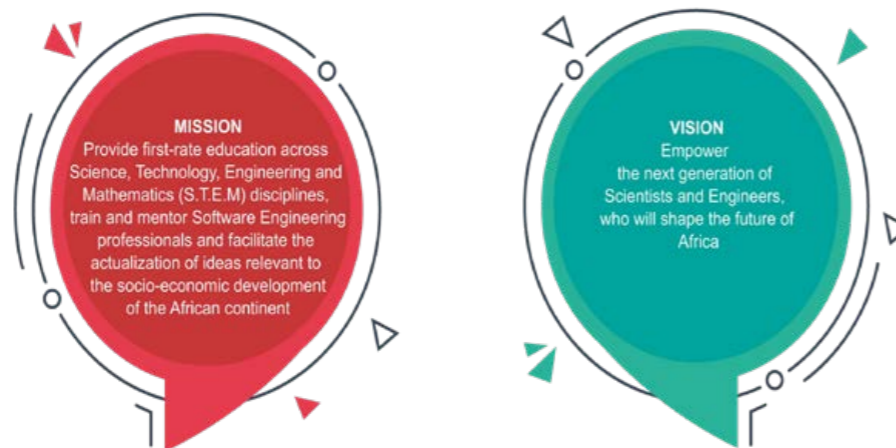 MISSION
Provide first-rate education across
Science, Technology, Engineering and
Mathematics (S.T.E.M) disciplines,
train and mentor Software Engineering
professionals and facilitate the
actualization of ideas relevant to
the socio-economic development
of the African continent
VISION
Empower
the next generation of
Scientists and Engineers,
who will shape the future of
Africa